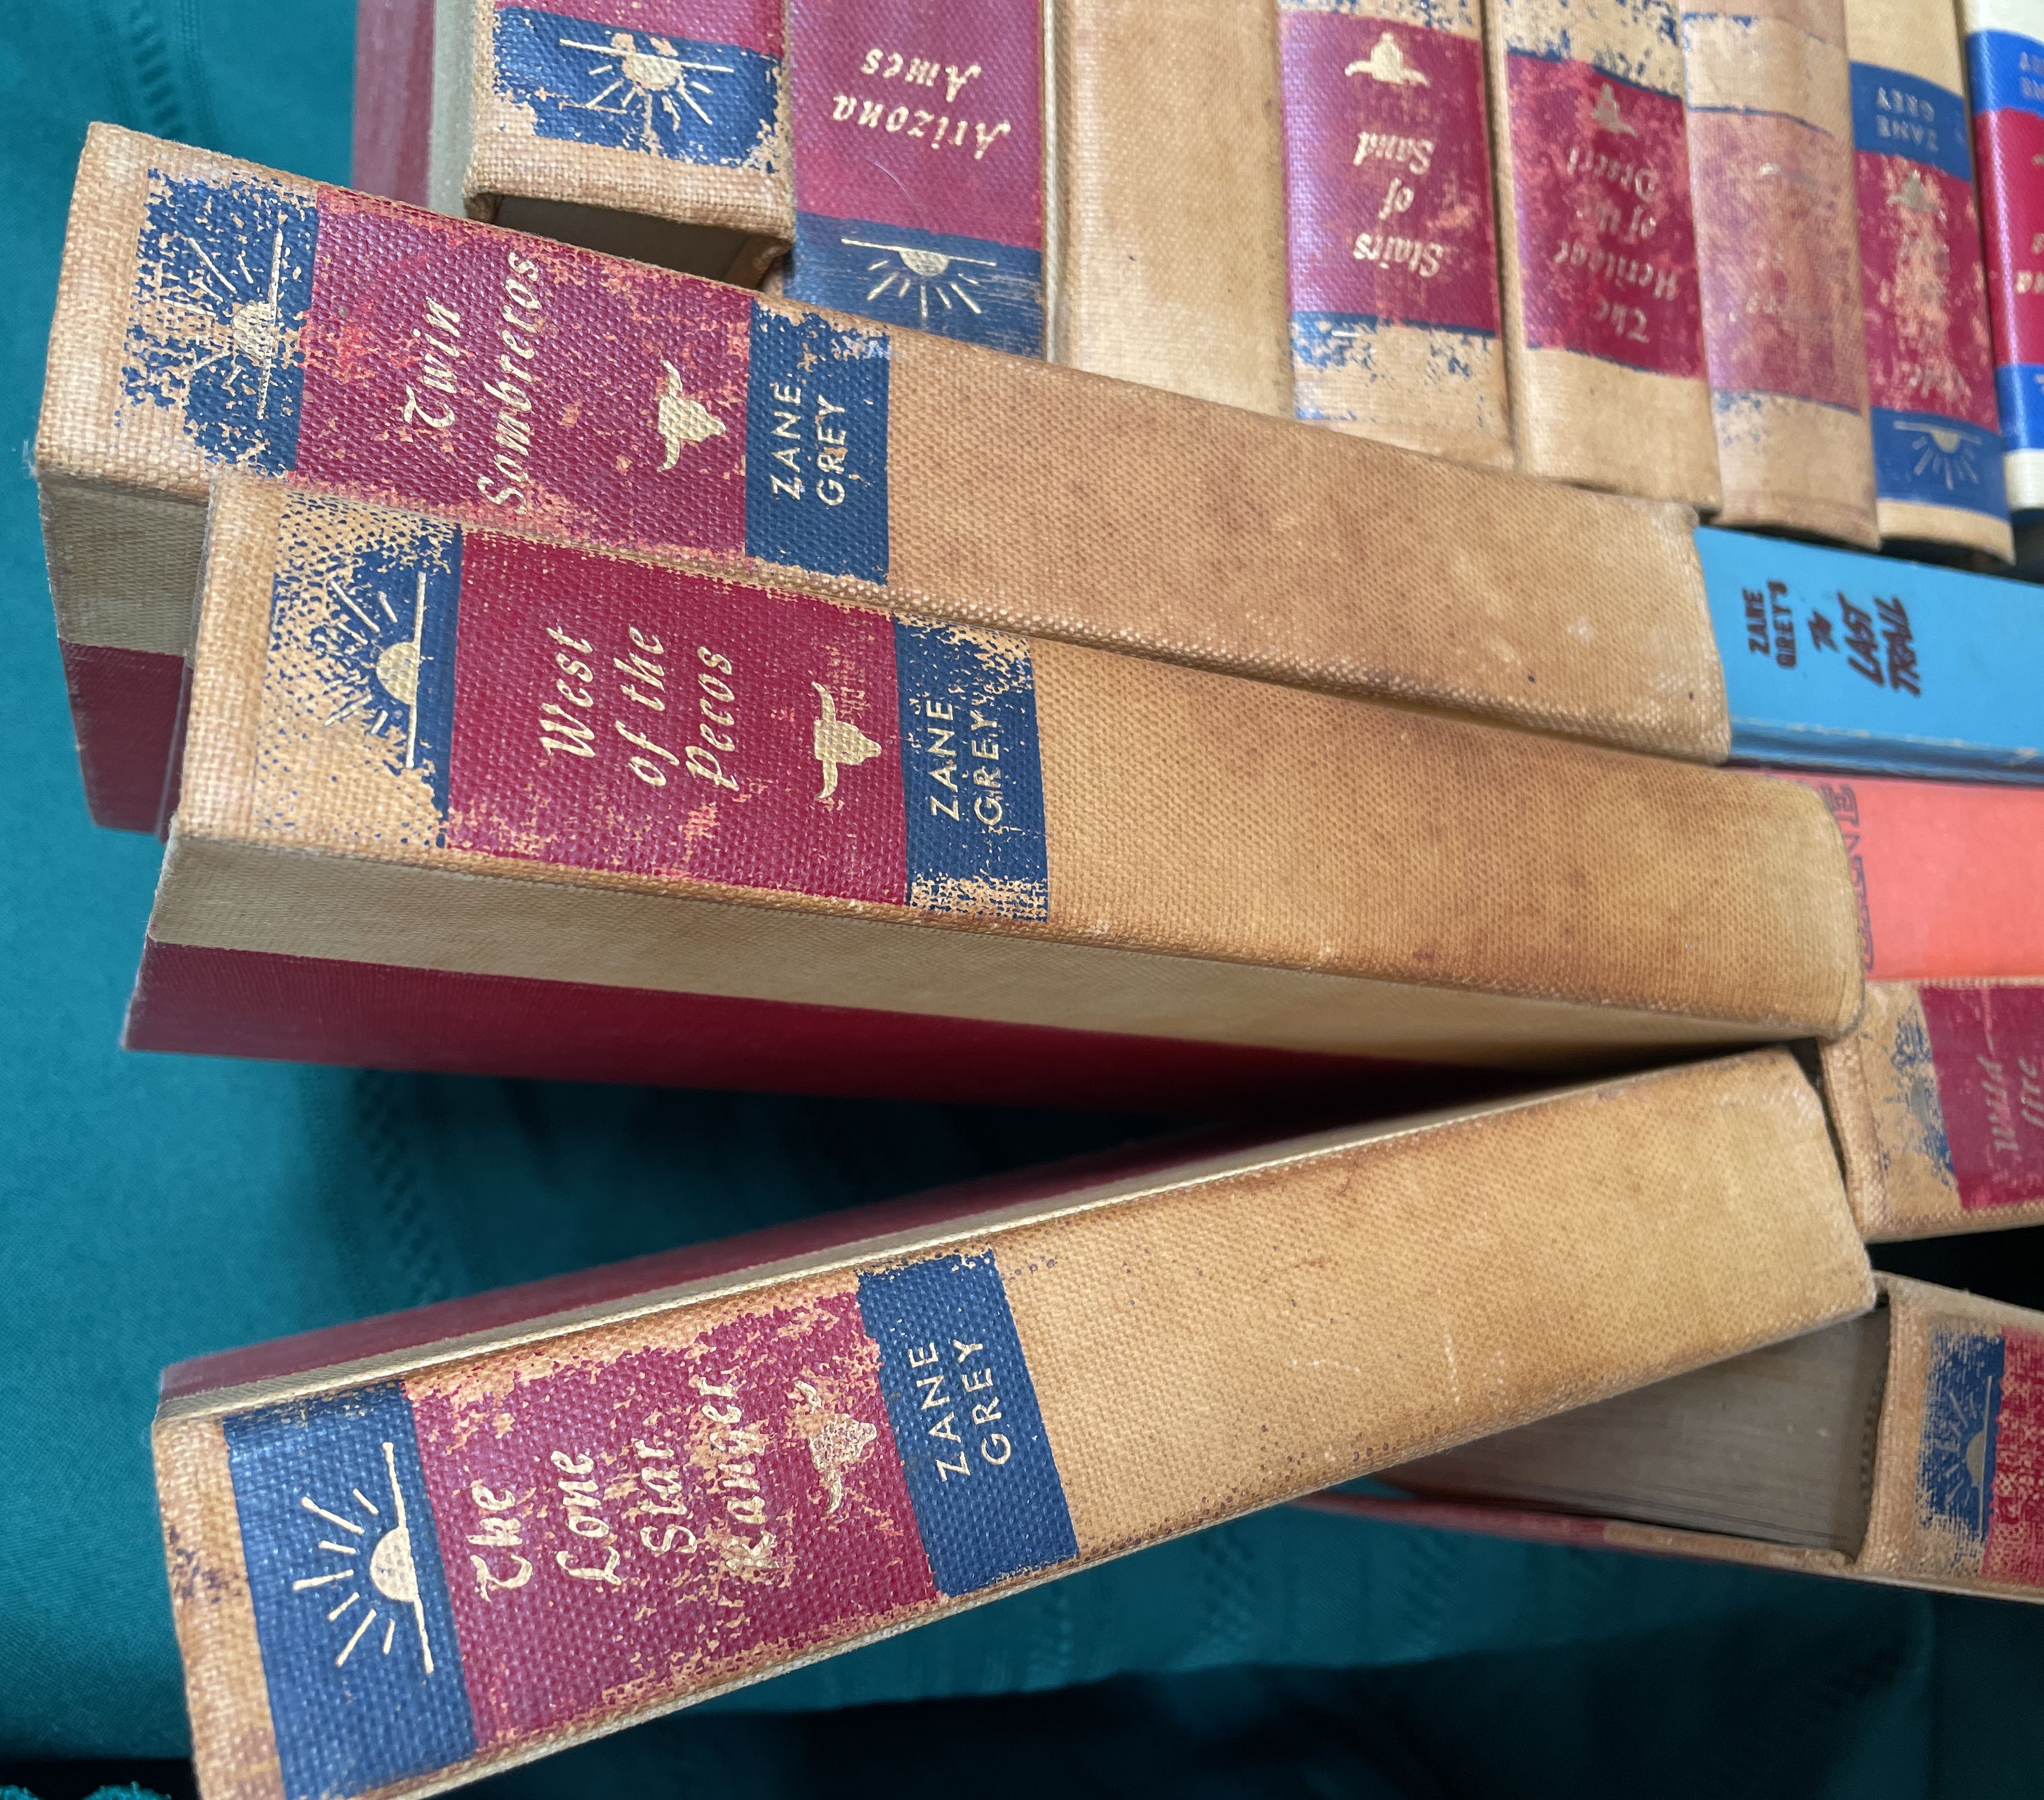 Arizona
Ames
Stairs
of
Sand
The
Heritage
of the
Desert
ZANE
GREY
Twin
Sombreros
ZANE
GREY
West
of the
Pecos
ZANE
GREY
ZANE
GREY'S
The
LAST
TRAIL
The
Lone
Star
Ranger
ZANE
GREY